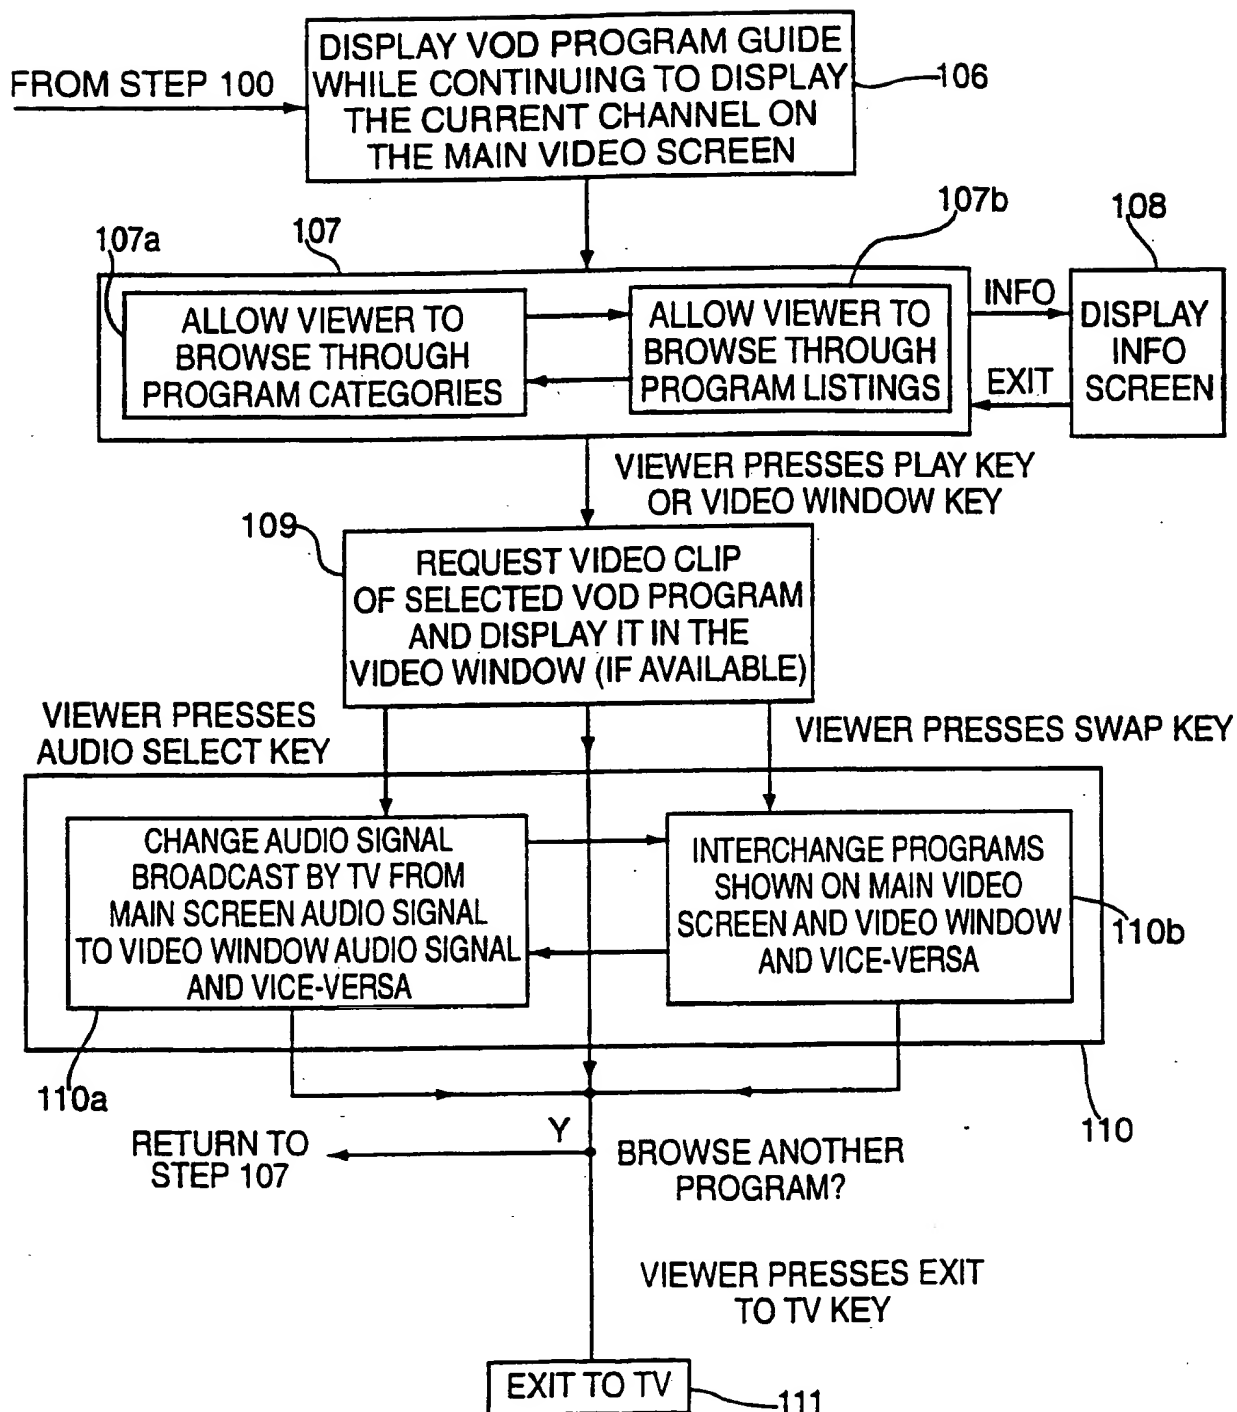 DISPLAY VOD PROGRAM GUIDE
WHILE CONTINUING TO DISPLAY
THE CURRENT CHANNEL ON
THE MAIN VIDEO SCREEN
FROM STEP 100
106
107a
107
107b
108
ALLOW VIEWER TO
BROWSE THROUGH
PROGRAM CATEGORIES
ALLOW VIEWER TO
BROWSE THROUGH
PROGRAM LISTINGS
INFO
EXIT
DISPLAY
INFO
SCREEN
VIEWER PRESSES PLAY KEY
OR VIDEO WINDOW KEY
109
REQUEST VIDEO CLIP
OF SELECTED VOD PROGRAM
AND DISPLAY IT IN THE
VIDEO WINDOW (IF AVAILABLE)
VIEWER PRESSES
AUDIO SELECT KEY
VIEWER PRESSES SWAP KEY
CHANGE AUDIO SIGNAL
BROADCAST BY TV FROM
MAIN SCREEN AUDIO SIGNAL
TO VIDEO WINDOW AUDIO SIGNAL
AND VICE-VERSA
INTERCHANGE PROGRAMS
SHOWN ON MAIN VIDEO
SCREEN AND VIDEO WINDOW
AND VICE-VERSA
110b
110a
110
Y
RETURN TO
STEP 107
BROWSE ANOTHER
PROGRAM?
VIEWER PRESSES EXIT
TO TV KEY
EXIT TO TV
111